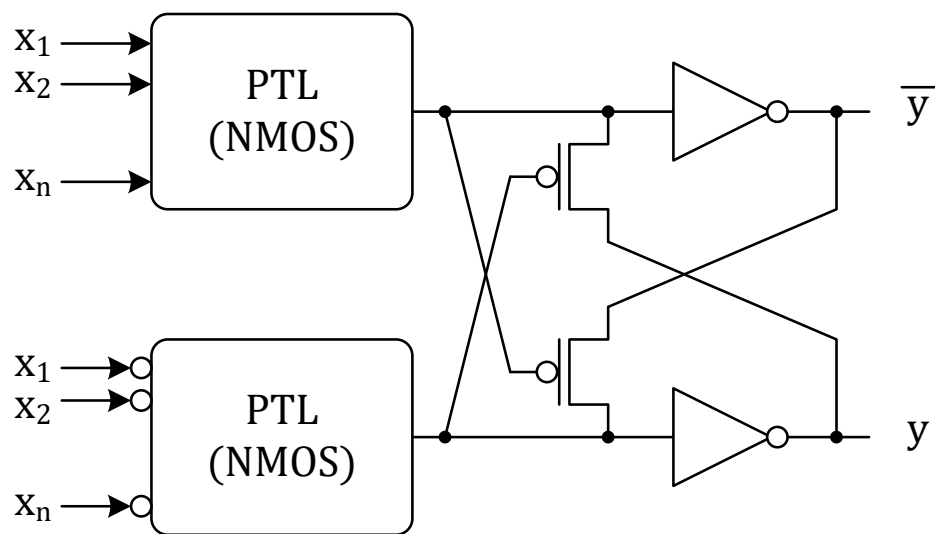 x₁
x₂
xₙ
PTL
(NMOS)
y̅
x₁
x₂
xₙ
PTL
(NMOS)
y